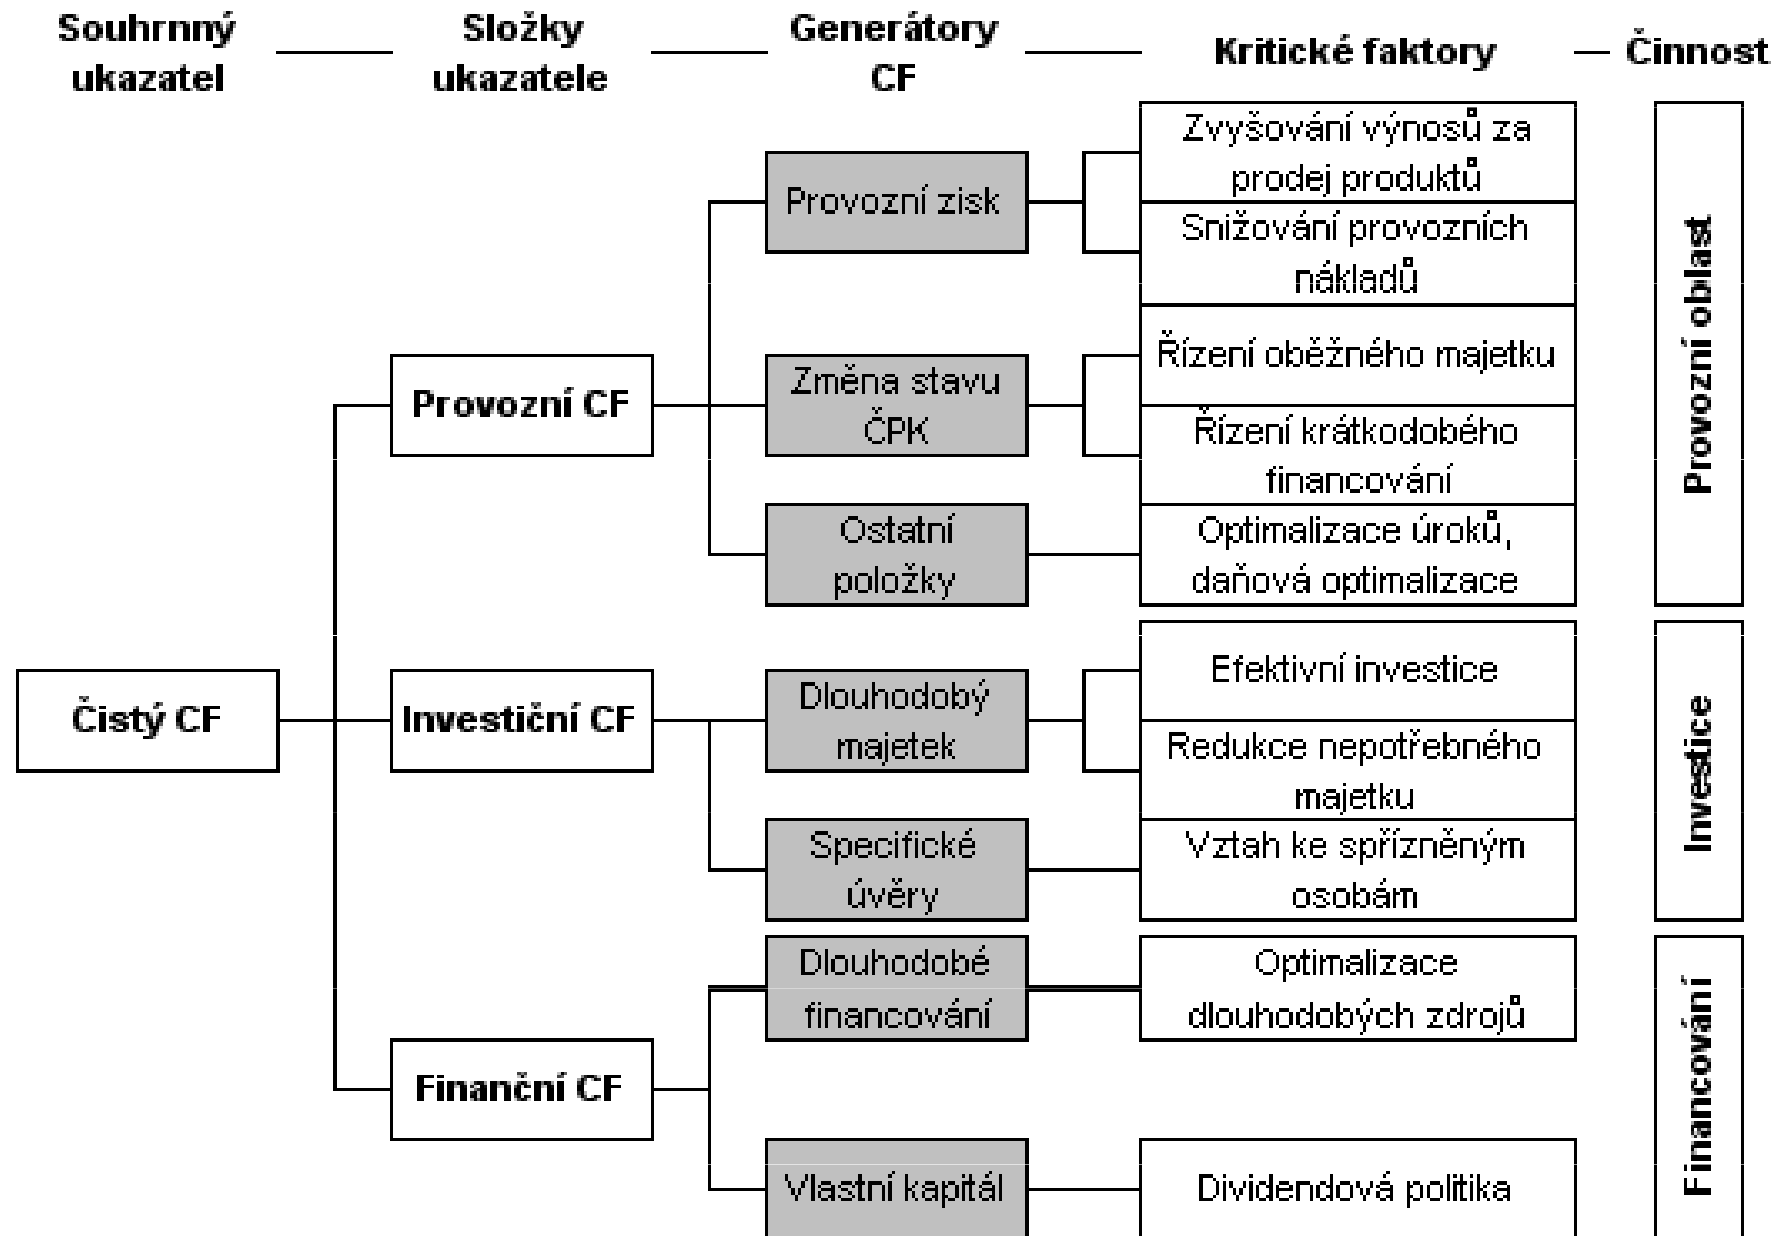 Souhrnný
ukazatel
Složky
ukazatele
Generátory
CF
Kritické faktory
Činnost
Čistý CF
Provozní CF
Provozní zisk
Zvyšování výnosů za
prodej produktů
Snižování provozních
nákladů
Změna stavu
ČPK
Řízení oběžného majetku
Řízení krátkodobého
financování
Ostatní
položky
Optimalizace úroků,
daňová optimalizace
Provozní oblast
Investiční CF
Dlouhodobý
majetek
Efektivní investice
Redukce nepotřebného
majetku
Specifické
úvěry
Vztah ke spřízněným
osobám
Investice
Finanční CF
Dlouhodobé
financování
Optimalizace
dlouhodobých zdrojů
Vlastní kapitál
Dividendová politika
Financování